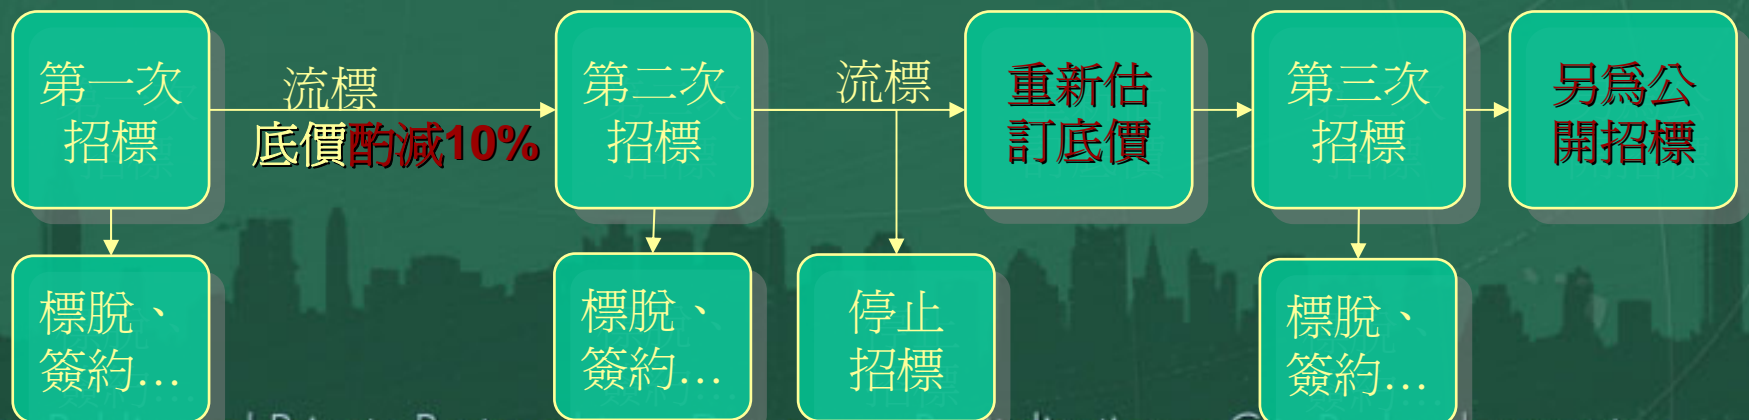 第一次
招標
流標
底價酌減10%
第二次
招標
流標
重新估
訂底價
第三次
招標
另爲公
開招標
標脫、
簽約…
標脫、
簽約…
停止
招標
標脫、
簽約…